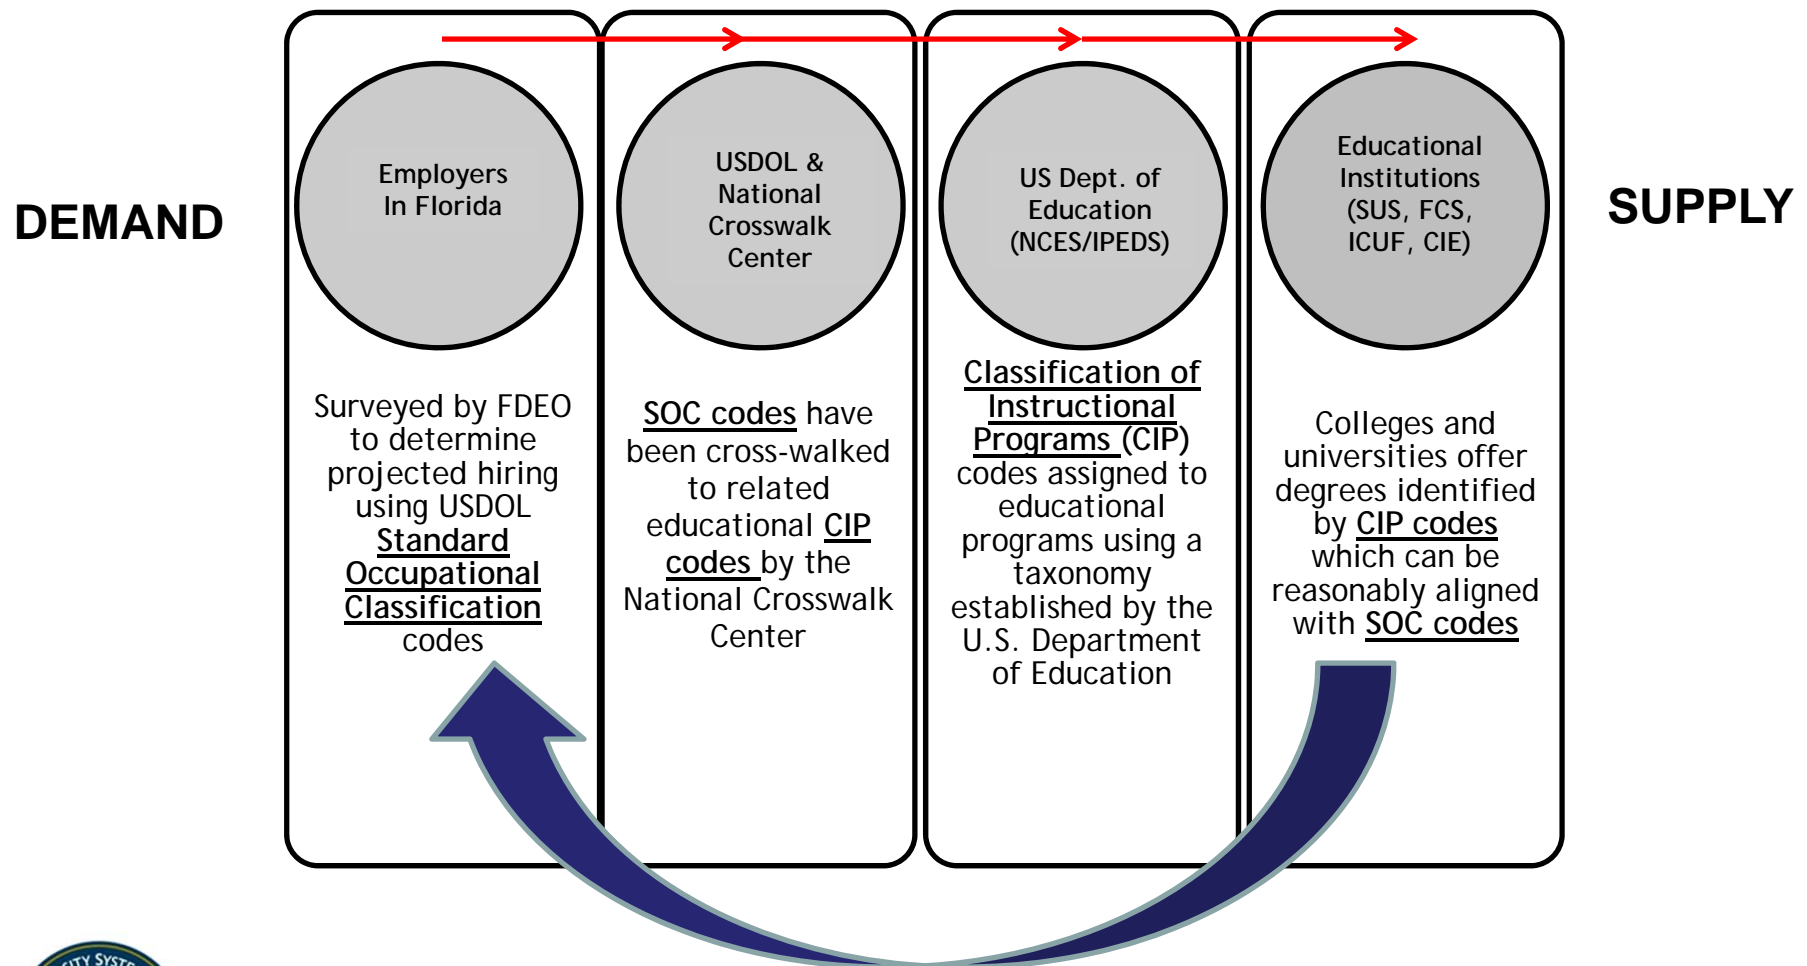 DEMAND
Employers
In Florida
Surveyed by FDEO
to determine
projected hiring
using USDOL
Standard
Occupational
Classification
codes
USDOL &
National
Crosswalk
Center
SOC codes have
been cross-walked
to related
educational CIP
codes by the
National Crosswalk
Center
US Dept. of
Education
(NCES/IPEDS)
Classification of
Instructional
Programs (CIP)
codes assigned to
educational
programs using a
taxonomy
established by the
U.S. Department
of Education
Educational
Institutions
(SUS, FCS,
ICUF, CIE)
Colleges and
universities offer
degrees identified
by CIP codes
which can be
reasonably aligned
with SOC codes
SUPPLY